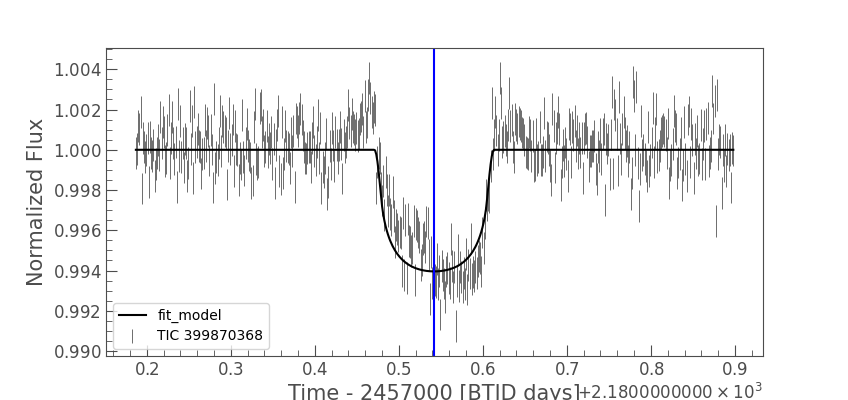 1.004
1.002
1.000
0.998
0.996
0.994
0.992
0.990
Normalized Flux
fit_model
TIC 399870368
0.2 0.3 0.4 0.5 0.6 0.7 0.8 0.9
Time - 2457000 [BTJD days]
+2.1800000000 × 10³